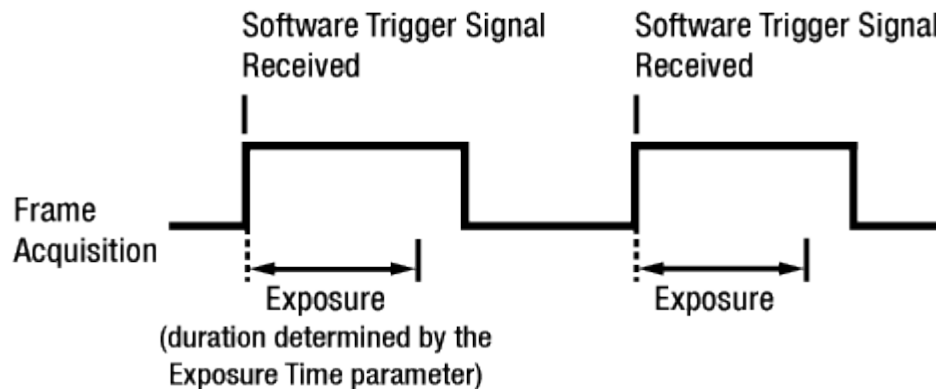 Software Trigger Signal
Received
Software Trigger Signal
Received
Frame
Acquisition
Exposure
(duration determined by the
Exposure Time parameter)
Exposure